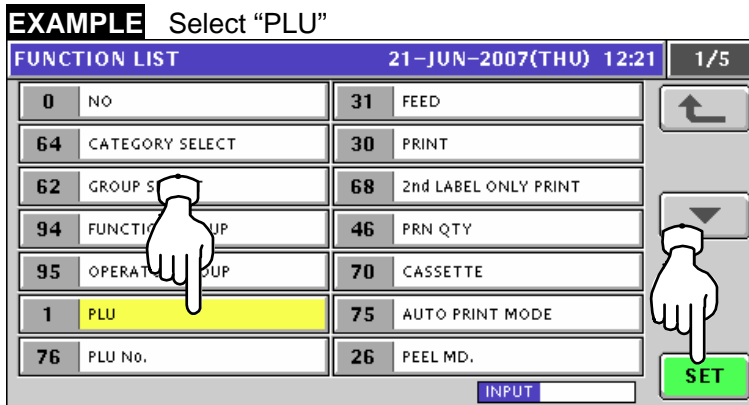 EXAMPLE Select “PLU”
FUNCTION LIST 21-JUN-2007(THU) 12:21 1/5
0 NO 31 FEED
64 CATEGORY SELECT 30 PRINT
62 GROUP 68 2nd LABEL ONLY PRINT
94 46 PRN QTY
95 70 CASSETTE
1 PLU 75 AUTO PRINT MODE
76 PLU No. 26 PEEL MD.
SET
INPUT